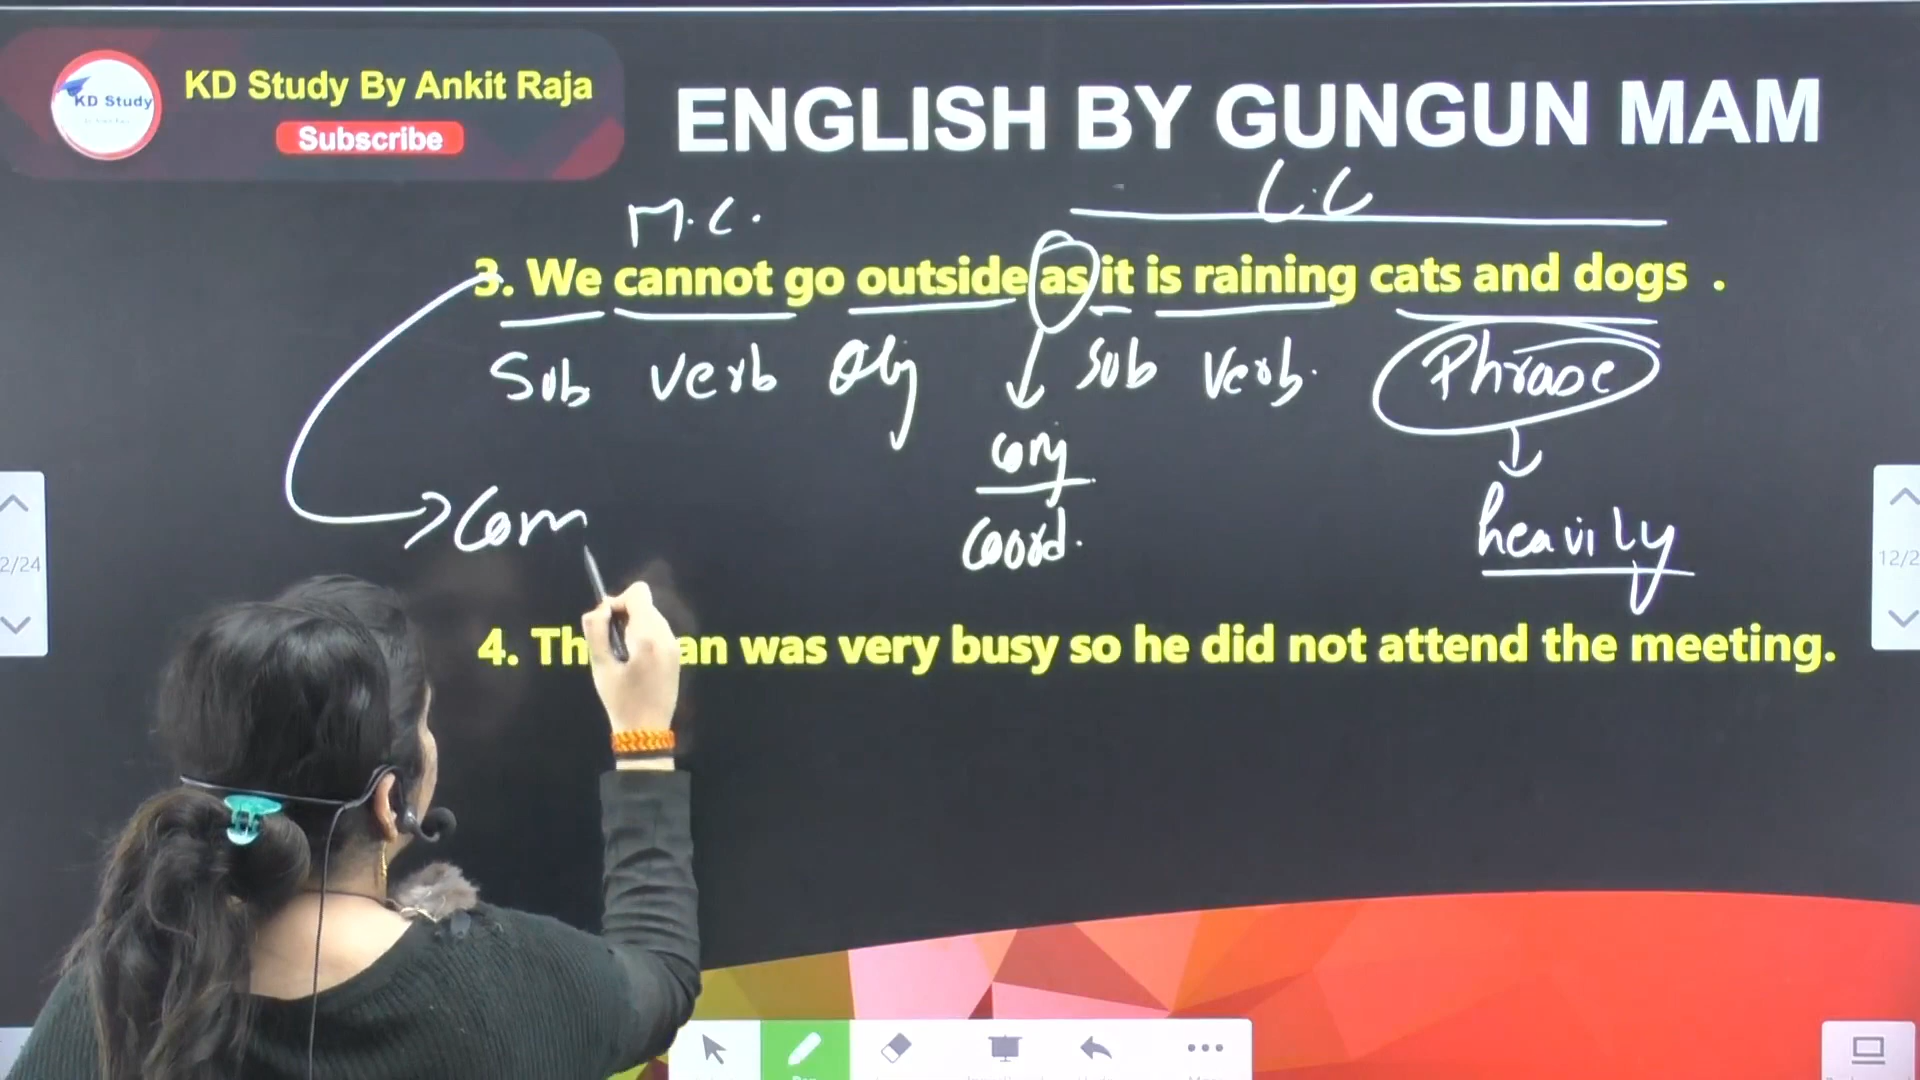 KD Study
KD Study By Ankit Raja
Subscribe
ENGLISH BY GUNGUN MAM
M.C.
C.C
3. We cannot go outside as it is raining cats and dogs .
Sub verb Obj Sub Verb. Phrase
Conj
Coord.
heavily
Com
4. Th an was very busy so he did not attend the meeting.
2/24
12/2